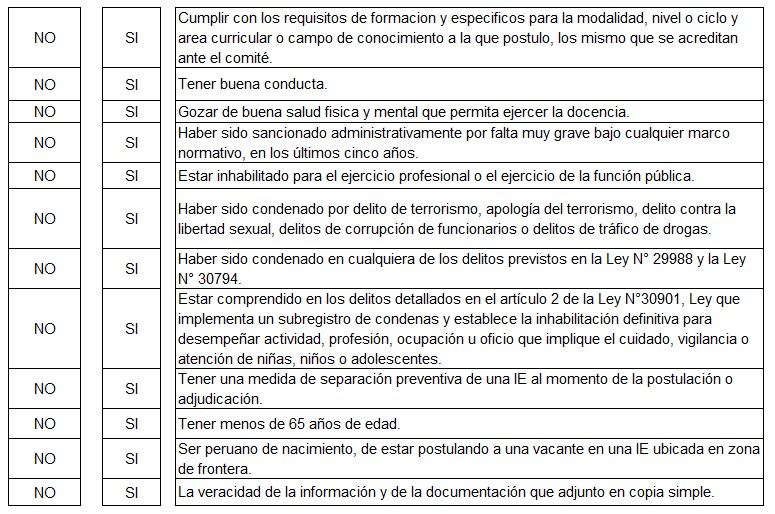 Cumplir con los requisitos de formacion y especificos para la modalidad, nivel o ciclo y
NO SI area curricular o campo de conocimiento a la que postulo, los mismo que se acreditan
ante el comité.
NO SI Tener buena conducta.
NO SI Gozar de buena salud fisica y mental que permita ejercer la docencia.
NO SI Haber sido sancionado administrativamente por falta muy grave bajo cualquier marco
normativo, en los últimos cinco años.
NO SI Estar inhabilitado para el ejercicio profesional o el ejercicio de la función pública.
NO SI Haber sido condenado por delito de terrorismo, apología del terrorismo, delito contra la
libertad sexual, delitos de corrupción de funcionarios o delitos de tráfico de drogas.
NO SI Haber sido condenado en cualquiera de los delitos previstos en la Ley N° 29988 y la Ley
N° 30794.
Estar comprendido en los delitos detallados en el artículo 2 de la Ley N°30901, Ley que
NO SI implementa un subregistro de condenas y establece la inhabilitación definitiva para
desempeñar actividad, profesión, ocupación u oficio que implique el cuidado, vigilancia o
atención de niñas, niños o adolescentes.
NO SI Tener una medida de separación preventiva de una IE al momento de la postulación o
adjudicación.
NO SI Tener menos de 65 años de edad.
NO SI Ser peruano de nacimiento, de estar postulando a una vacante en una IE ubicada en zona
de frontera.
NO SI La veracidad de la información y de la documentación que adjunto en copia simple.